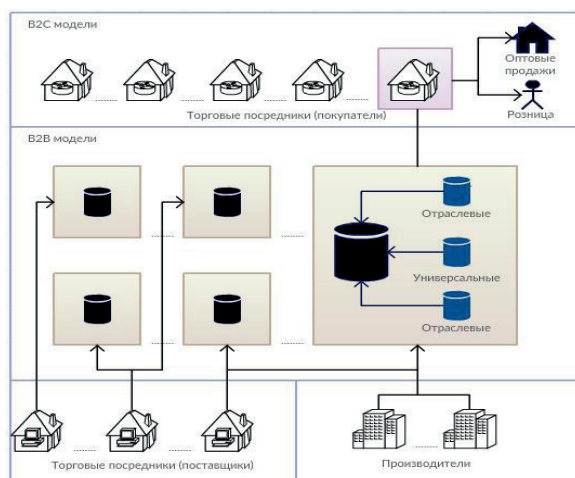 B2C модели
Оптовые
продажи
Торговые посредники (покупатели)
Розница
B2B модели
Отраслевые
Универсальные
Отраслевые
Торговые посредники (поставщики)
Производители